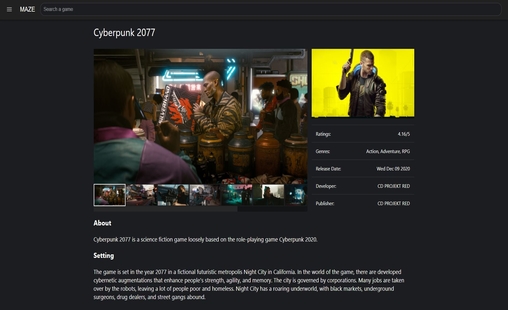 MAZE
Search a game
Cyberpunk 2077
Ratings: 4.16/5
Genres: Action, Adventure, RPG
Release Date: Wed Dec 09 2020
Developer: CD PROJEKT RED
Publisher: CD PROJEKT RED
About
Cyberpunk 2077 is a science fiction game loosely based on the role-playing game Cyberpunk 2020.
Setting
The game is set in the year 2077 in a fictional futuristic metropolis Night City in California. In the world of the game, there are developed
cybernetic augmentations that enhance people's strength, agility, and memory. The city is governed by corporations. Many jobs are taken
over by the robots, leaving a lot of people poor and homeless. Night City has a roaring underworld, with black markets, underground
surgeons, drug dealers, and street gangs abound.